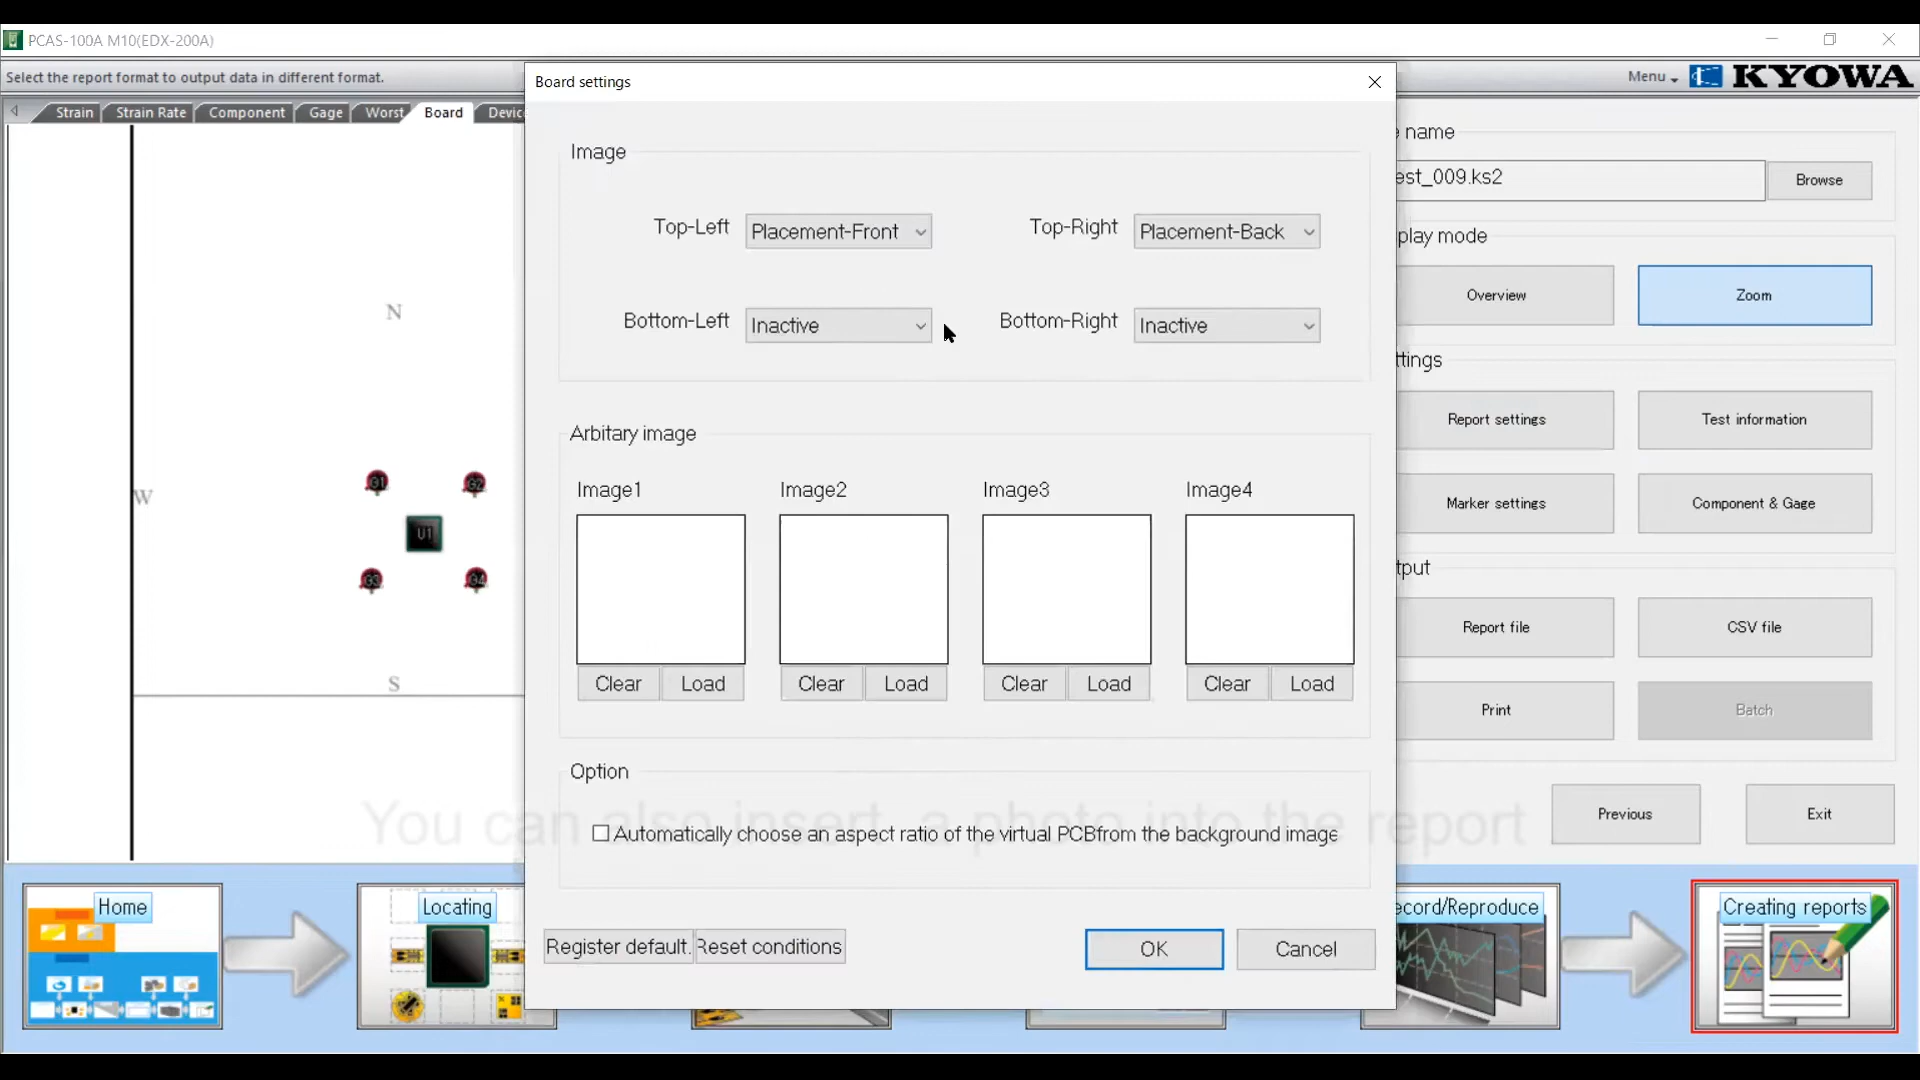 PCAS-100A M10(EDX-200A)
Select the report format to output data in different format.
Menu
KYOWA
Strain
Strain Rate
Component
Gage
Worst
Board
Devic
Board settings
Image
Top-Left
Placement-Front
Top-Right
Placement-Back
Bottom-Left
Inactive
Bottom-Right
Inactive
Arbitary image
Image1
Image2
Image3
Image4
Clear
Load
Clear
Load
Clear
Load
Clear
Load
Option
Automatically choose an aspect ratio of the virtual PCBfrom the background image
You can also insert a photo into the report
Register default.
Reset conditions
OK
Cancel
N
W
S
G1
G2
U1
G3
G4
e name
est_009.ks2
Browse
play mode
Overview
Zoom
ttings
Report settings
Test information
Marker settings
Component & Gage
tput
Report file
CSV file
Print
Batch
Previous
Exit
Home
Locating
ecord/Reproduce
Creating reports